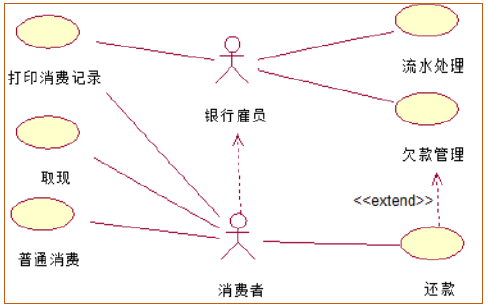 流水处理
打印消费记录
银行雇员
欠款管理
取现
<<extend>>
普通消费
消费者
还款